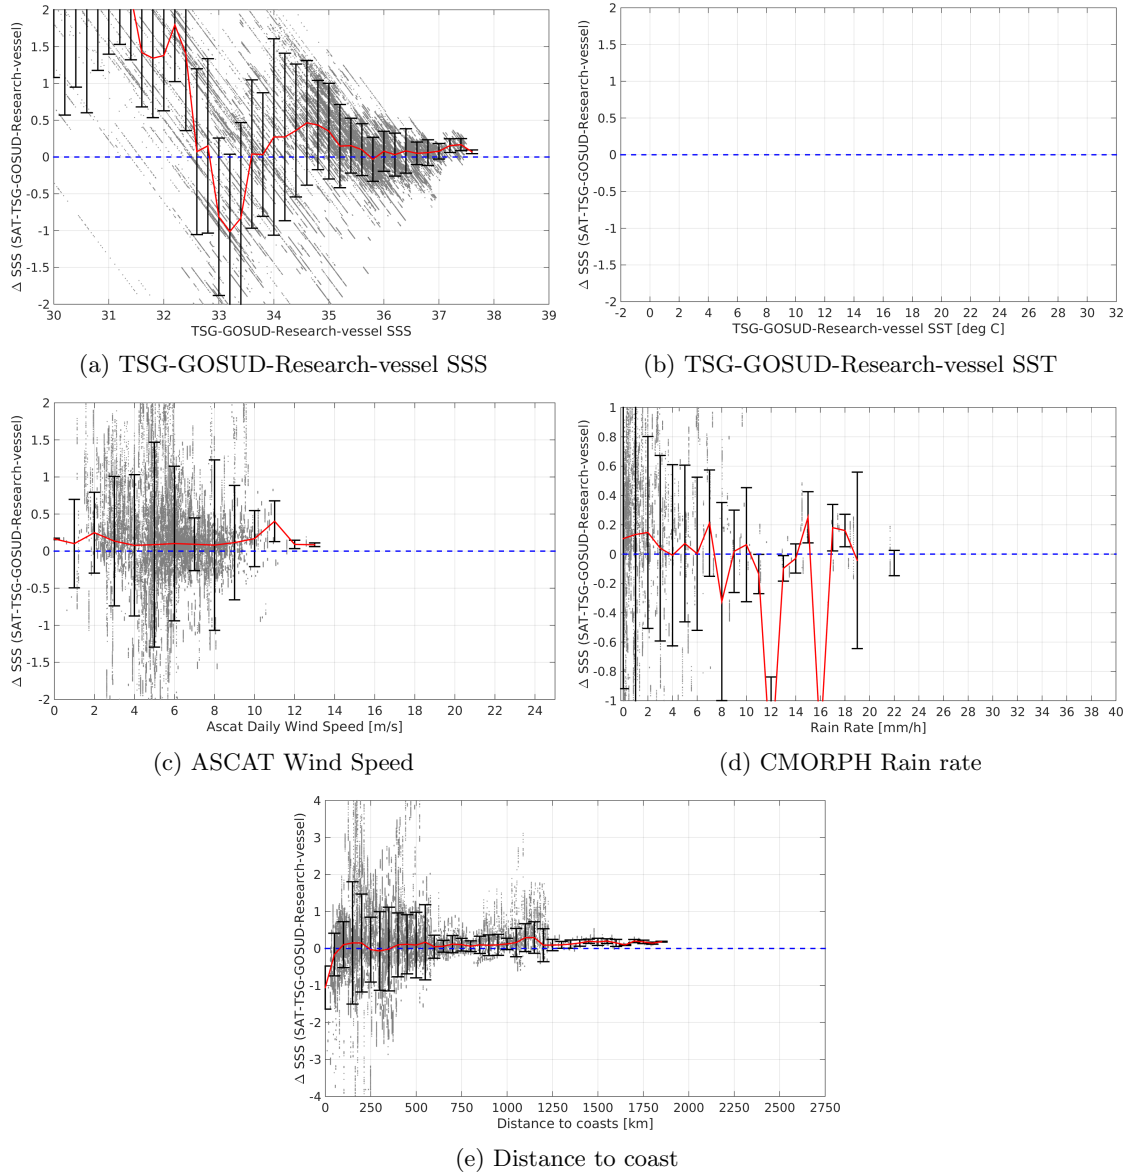 Δ SSS (SAT-TSG-GOSUD-Research-vessel)
2
1.5
1
0.5
0
-0.5
-1
-1.5
-2
30 31 32 33 34 35 36 37 38 39
TSG-GOSUD-Research-vessel SSS
(a) TSG-GOSUD-Research-vessel SSS
Δ SSS (SAT-TSG-GOSUD-Research-vessel)
2
1.5
1
0.5
0
-0.5
-1
-1.5
-2
-2 0 2 4 6 8 10 12 14 16 18 20 22 24 26 28 30 32
TSG-GOSUD-Research-vessel SST [deg C]
(b) TSG-GOSUD-Research-vessel SST
Δ SSS (SAT-TSG-GOSUD-Research-vessel)
2
1.5
1
0.5
0
-0.5
-1
-1.5
-2
0 2 4 6 8 10 12 14 16 18 20 22 24
Ascat Daily Wind Speed [m/s]
(c) ASCAT Wind Speed
Δ SSS (SAT-TSG-GOSUD-Research-vessel)
1
0.8
0.6
0.4
0.2
0
-0.2
-0.4
-0.6
-0.8
-1
0 2 4 6 8 10 12 14 16 18 20 22 24 26 28 30 32 34 36 38 40
Rain Rate [mm/h]
(d) CMORPH Rain rate
Δ SSS (SAT-TSG-GOSUD-Research-vessel)
4
3
2
1
0
-1
-2
-3
-4
0 250 500 750 1000 1250 1500 1750 2000 2250 2500 2750
Distance to coasts [km]
(e) Distance to coast